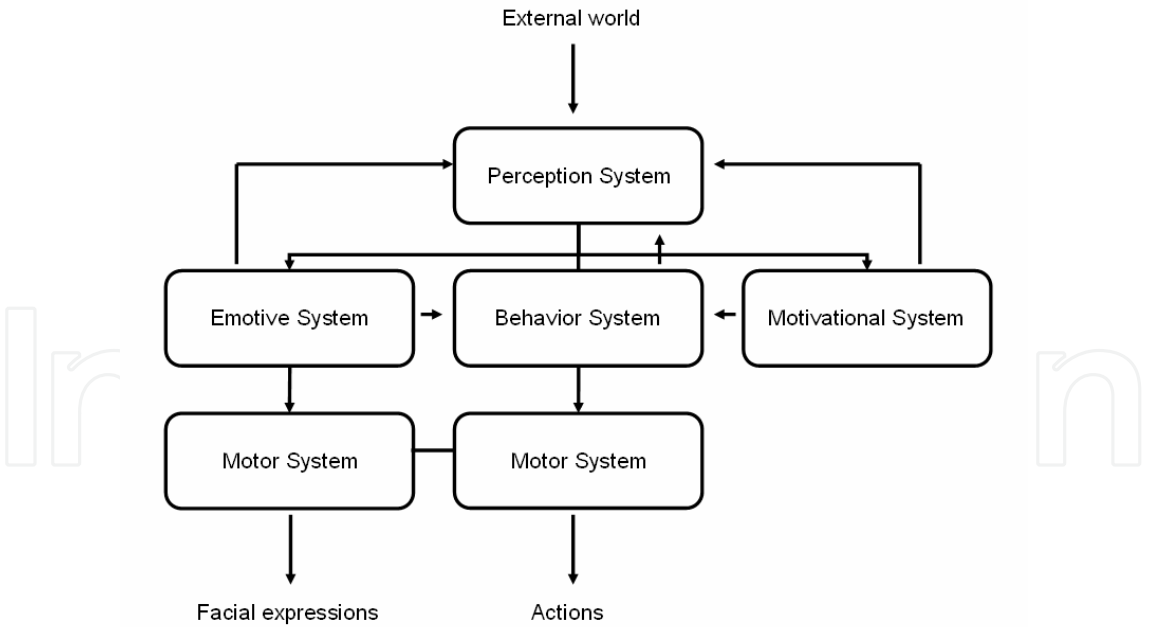 External world
Perception System
Emotive System
Behavior System
Motivational System
Motor System
Motor System
Facial expressions
Actions